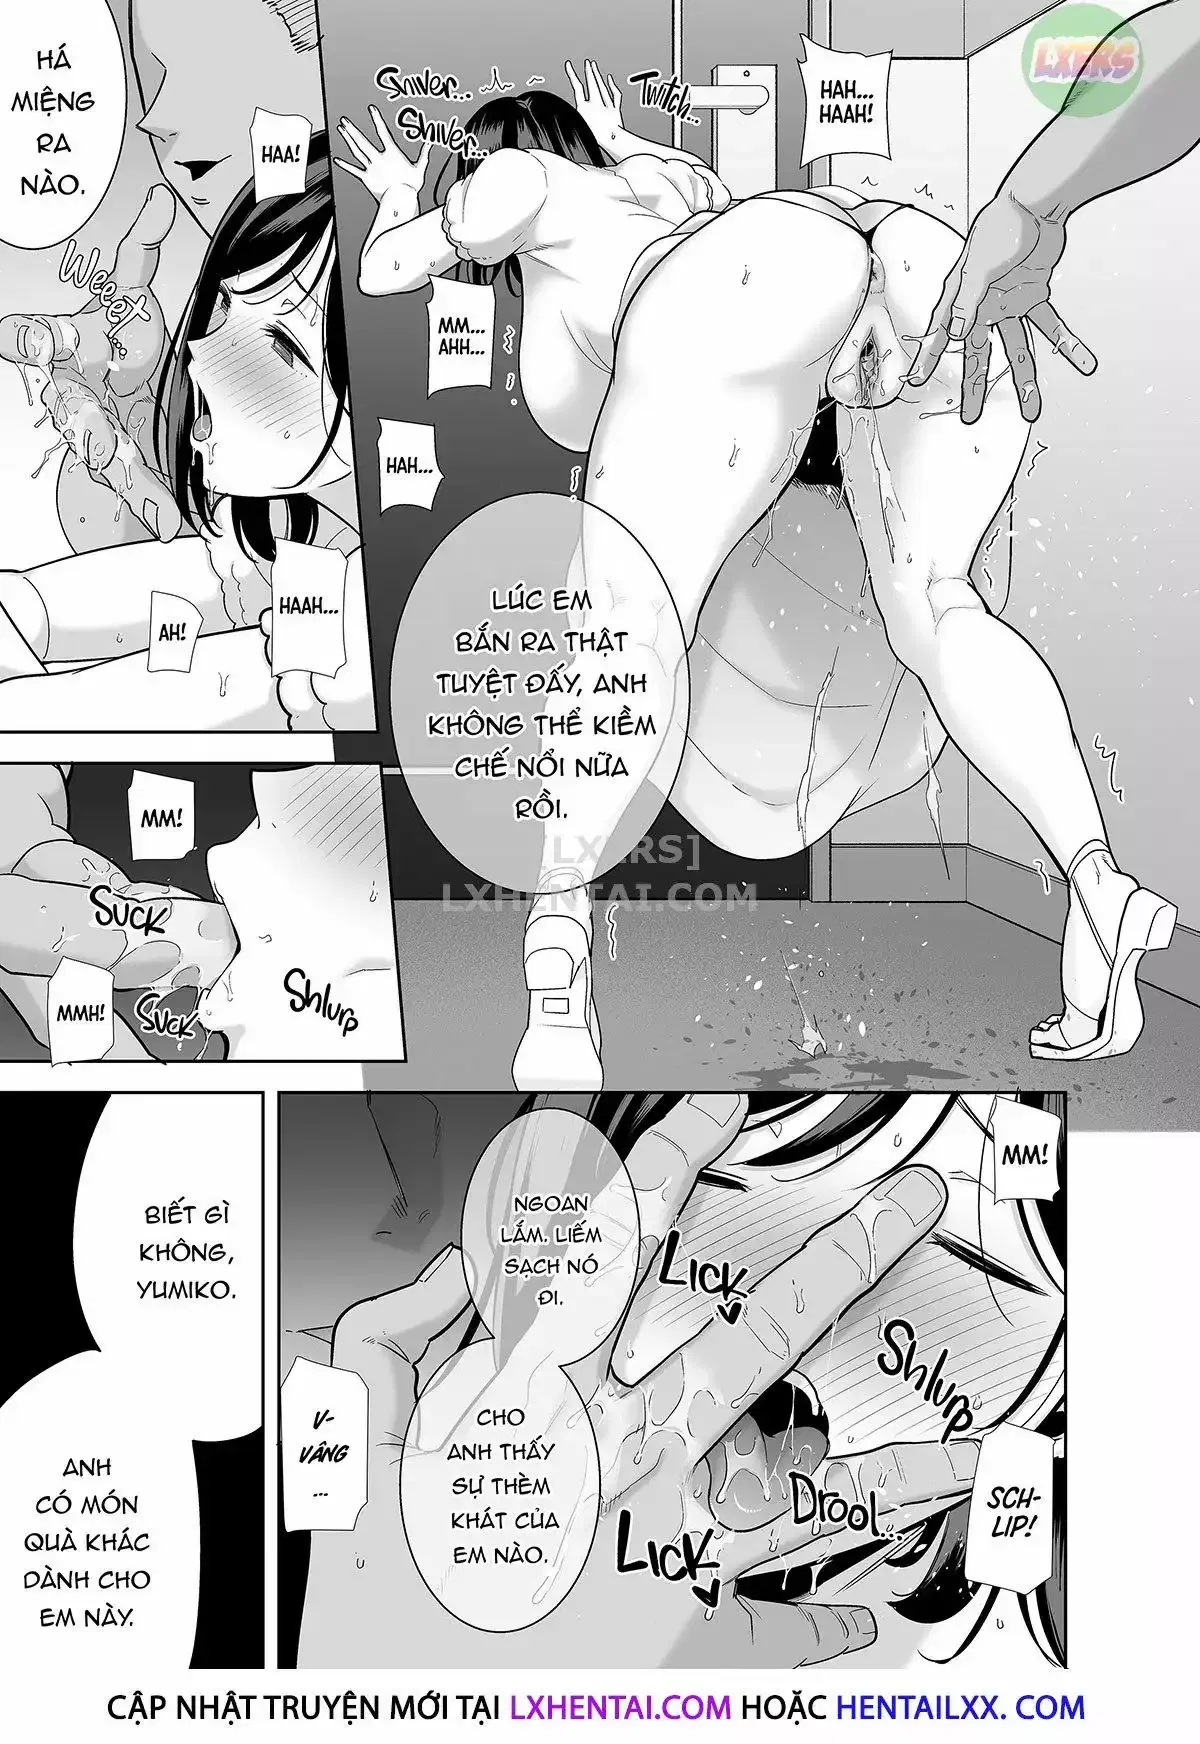 LXERS
HAH...
HAAH!
Twitch...
Shiver...
Shiver...
MM...
AHH...
HAH...
LÚC EM
BẮN RA THẬT
TUYỆT ĐẤY, ANH
KHÔNG THỂ KIỀM
CHẾ NỔI NỮA
RỒI.
HÁ
MIỆNG
RA
NÀO.
HAA!
Weeet...
HAAH...
AH!
MM!
SUCK
MMH!
SUCK
Shlurp
[LXERS]
LXHENTAI.COM
MM!
NGOAN
LẮM. LIẾM
SẠCH NÓ
ĐI.
LICK
Shlurp
CHO
ANH THẤY
SỰ THÈM
KHÁT CỦA
EM NÀO.
V-
VÂNG
...
LICK
Drool...
SCH-
LIP!
BIẾT GÌ
KHÔNG,
YUMIKO.
ANH
CÓ MÓN
QUÀ KHÁC
DÀNH CHO
EM NÀY.
CẬP NHẬT TRUYỆN MỚI TẠI LXHENTAI.COM HOẶC HENTAILXX. COM